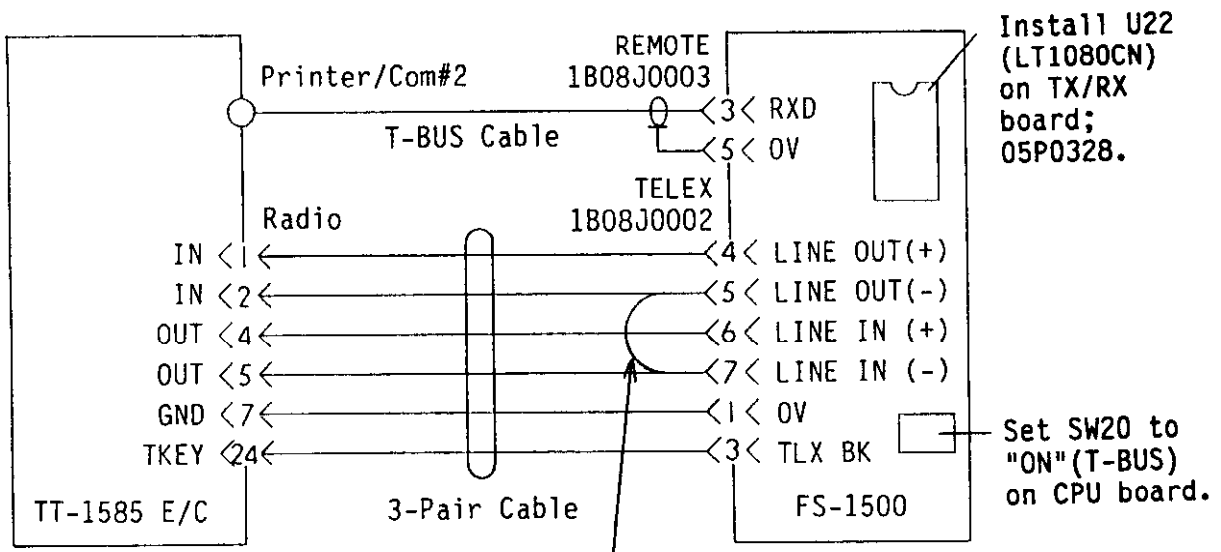 Install U22
(LT1080CN)
on TX/RX
board;
05P0328.
REMOTE
1B08J0003
Printer/Com#2
3 RXD
T-BUS Cable
5 0V
TELEX
1B08J0002
Radio
IN 1
4 LINE OUT(+)
IN 2
5 LINE OUT(-)
OUT 4
6 LINE IN (+)
OUT 5
7 LINE IN (-)
GND 7
1 0V
TKEY 24
3 TLX BK
Set SW20 to
"ON"(T-BUS)
on CPU board.
TT-1585 E/C
3-Pair Cable
FS-1500